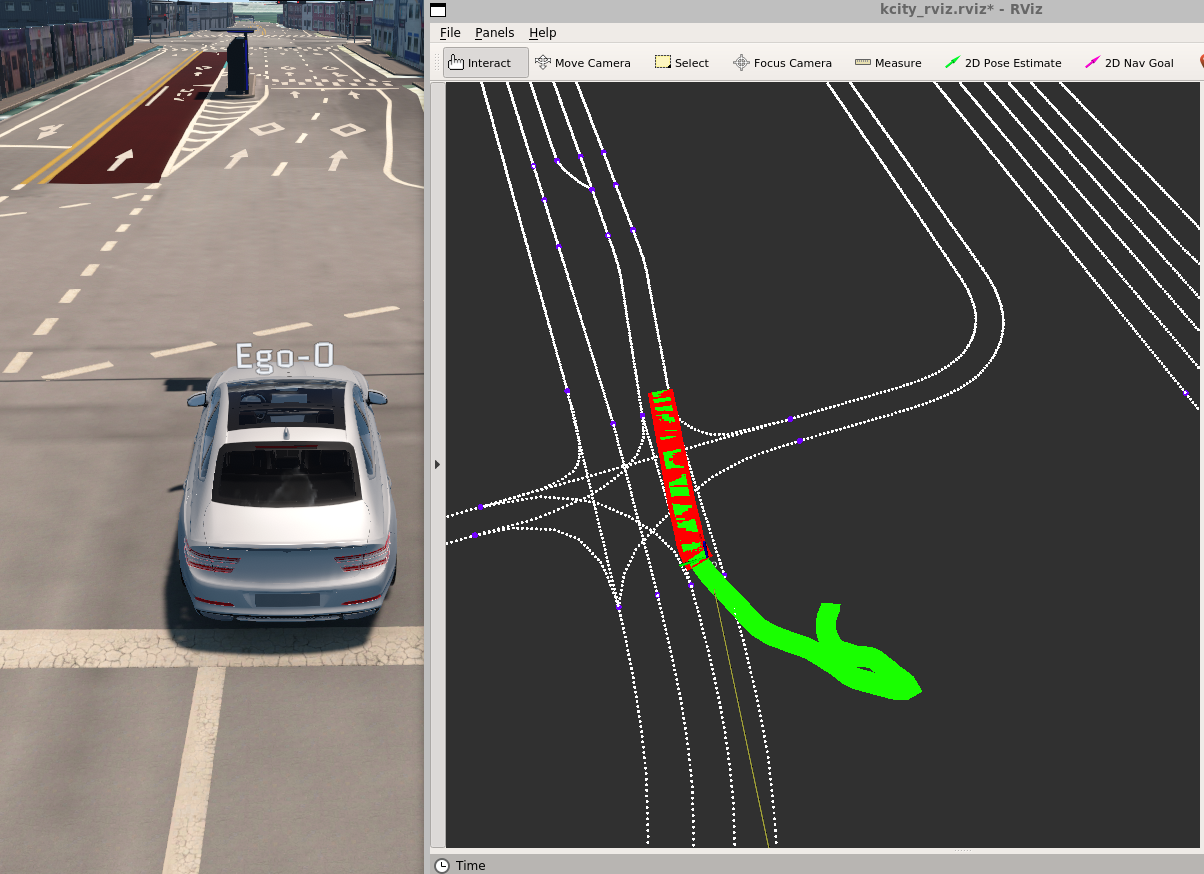 kcity_rviz.rviz* - RViz
File Panels Help
Interact Move Camera Select Focus Camera Measure 2D Pose Estimate 2D Nav Goal
Ego-0
Time